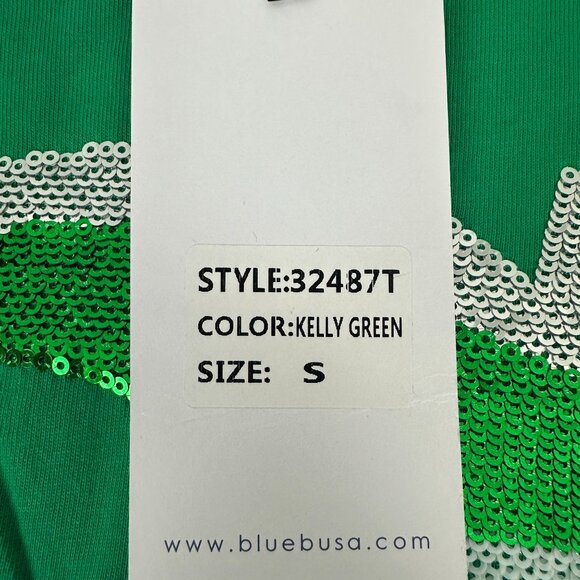 STYLE:32487T
COLOR:KELLY GREEN
SIZE: S
www.bluebusa.com